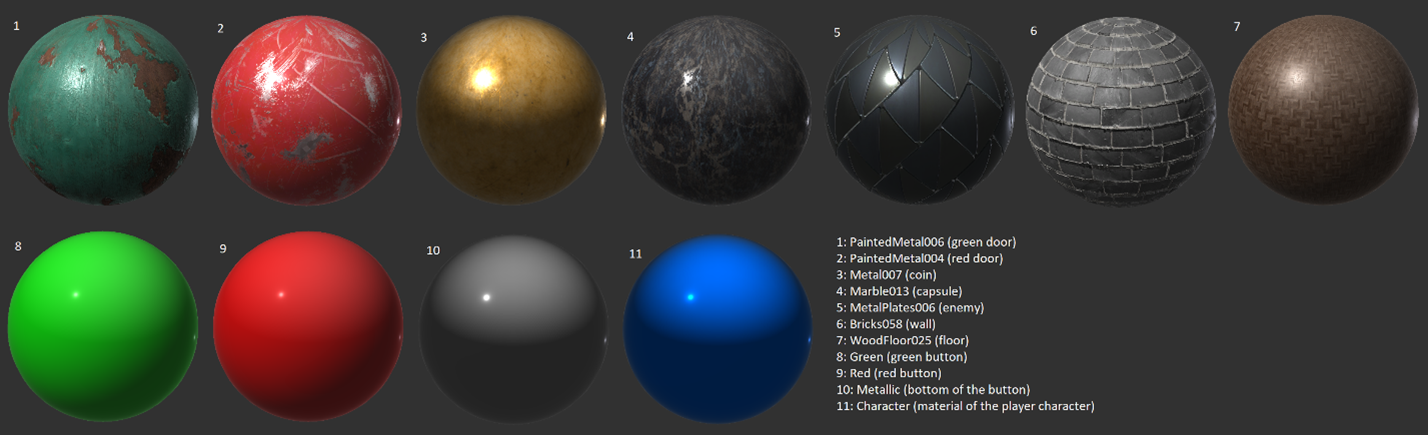 1
2
3
4
5
6
7
8
9
10
11
1: PaintedMetal006 (green door)
2: PaintedMetal004 (red door)
3: Metal007 (coin)
4: Marble013 (capsule)
5: MetalPlates006 (enemy)
6: Bricks058 (wall)
7: WoodFloor025 (floor)
8: Green (green button)
9: Red (red button)
10: Metallic (bottom of the button)
11: Character (material of the player character)